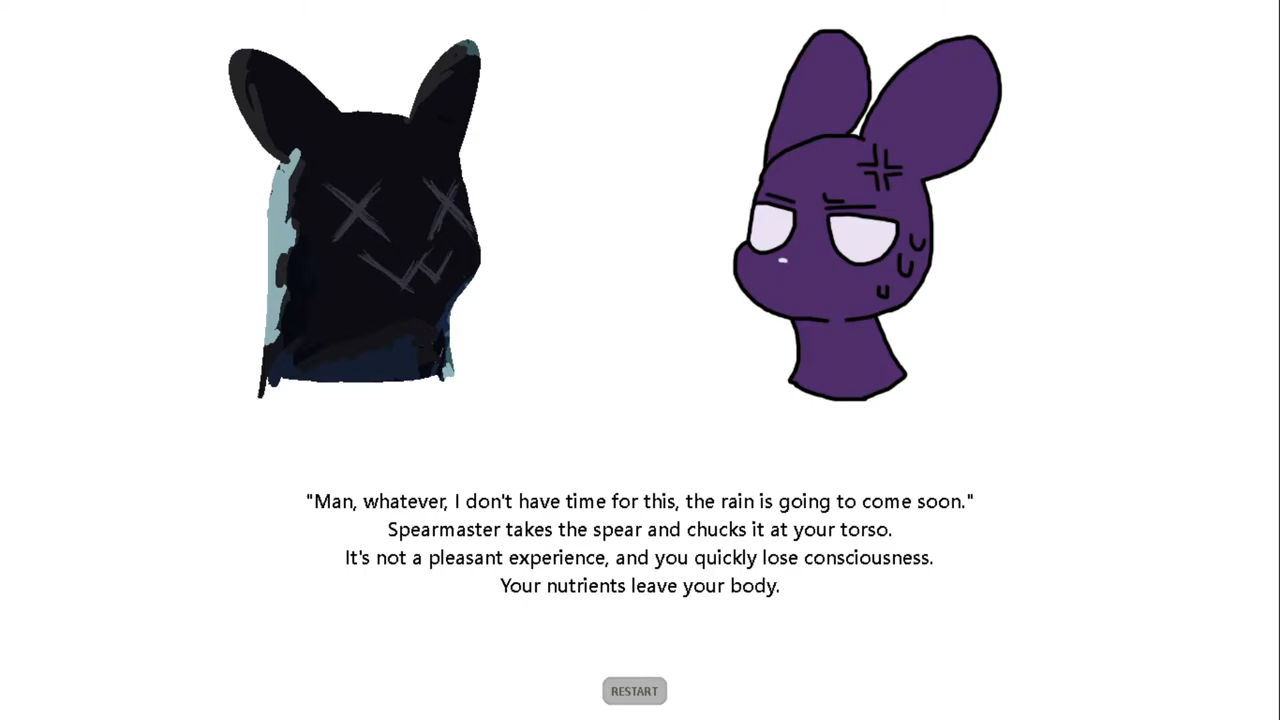 "Man, whatever, I don't have time for this, the rain is going to come soon."
Spearmaster takes the spear and chucks it at your torso.
It's not a pleasant experience, and you quickly lose consciousness.
Your nutrients leave your body.
RESTART